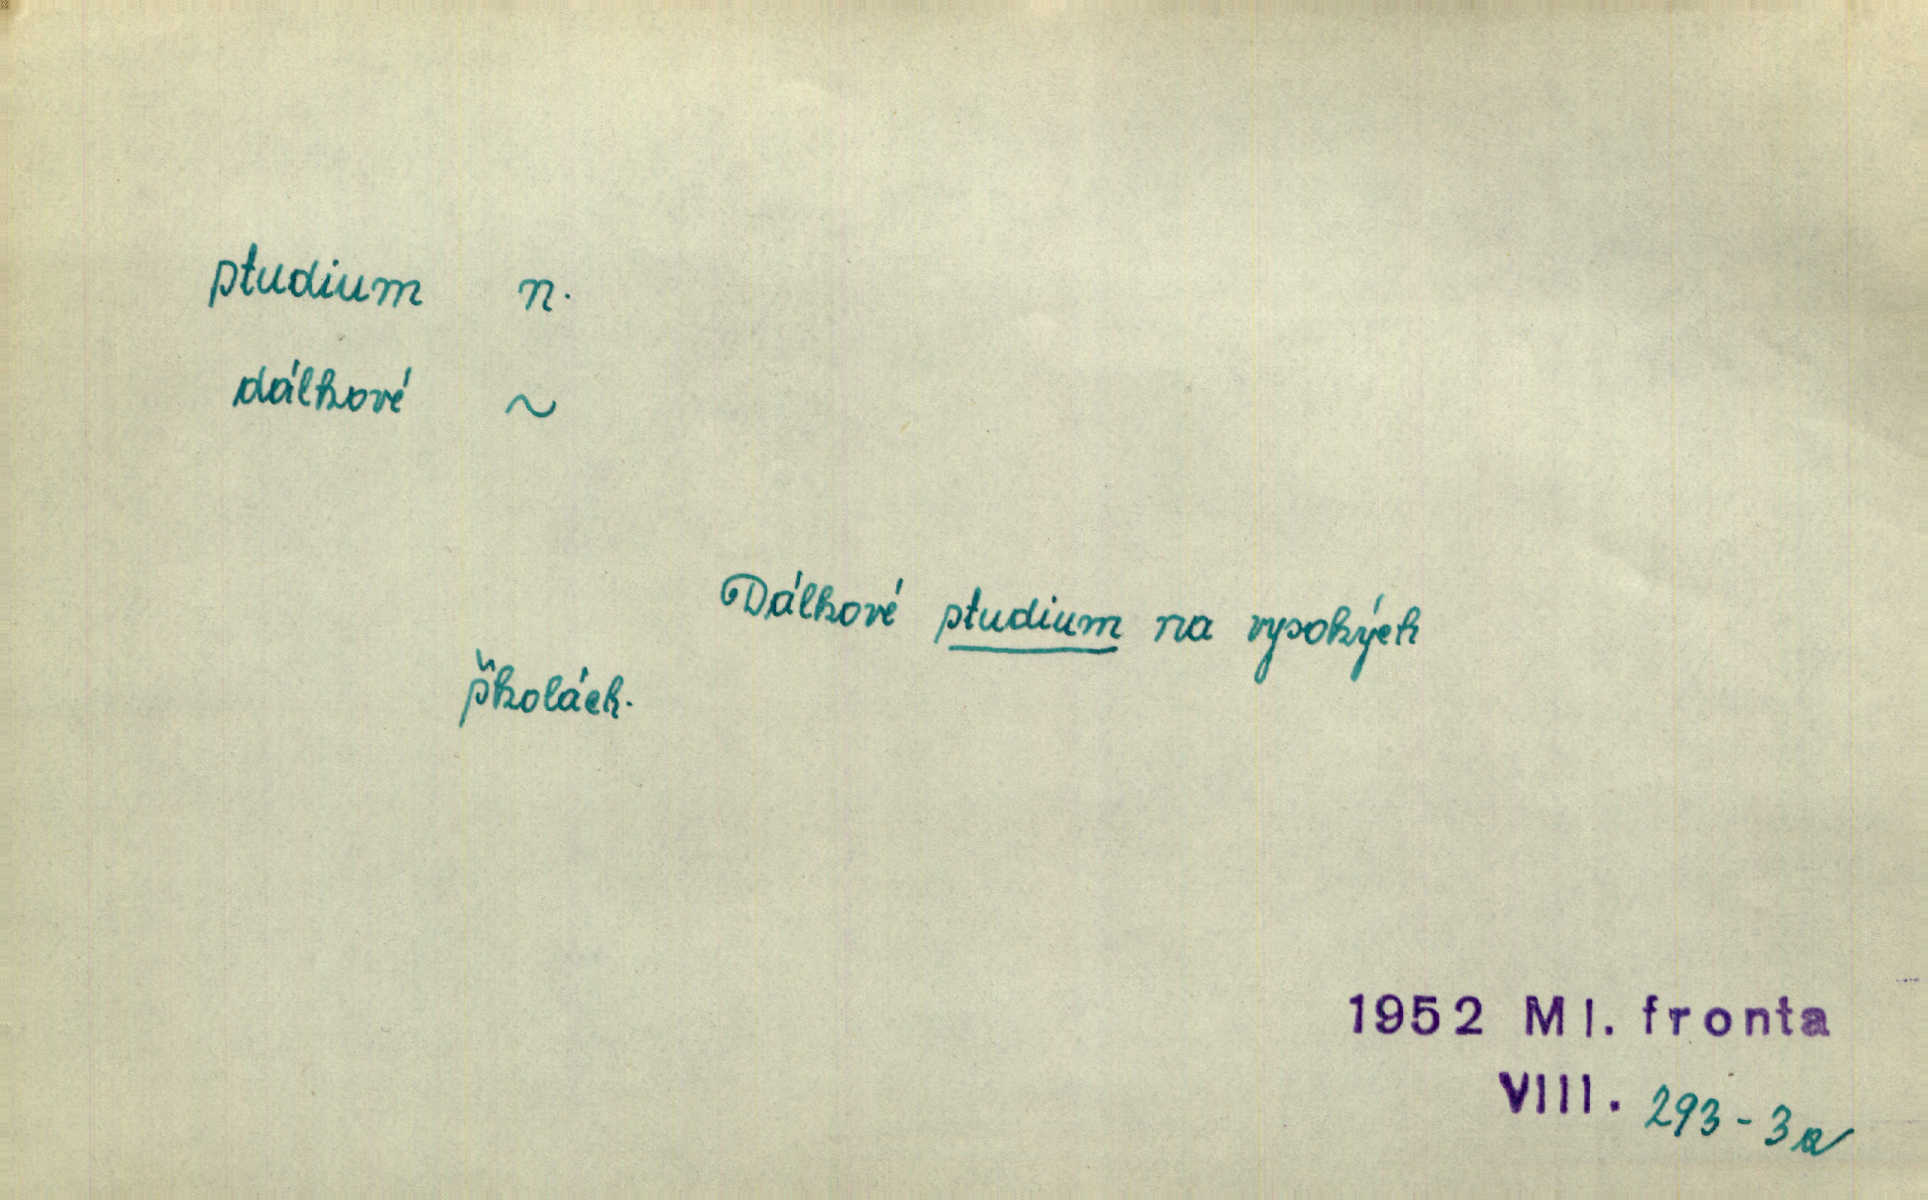 studium n.
dálkové ~
Dálkové studium na vysokých
školách.
1952 Ml. fronta
VIII. 293-3a